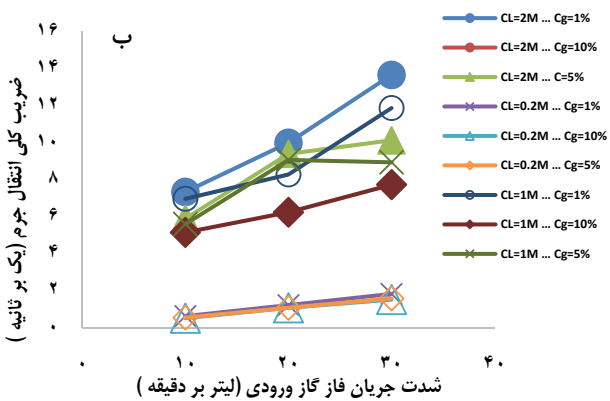 ب
ضریب کلی انتقال جرم (یک بر ثانیه )
۱۶
۱۴
۱۲
۱۰
۸
۶
۴
۲
۰
۰ ۱۰ ۲۰ ۳۰ ۴۰
شدت جریان فاز گاز ورودی (لیتر بر دقیقه )
CL=2M ... Cg=1%
CL=2M ... Cg=10%
CL=2M ... C=5%
CL=0.2M ... Cg=1%
CL=0.2M ... Cg=10%
CL=0.2M ... Cg=5%
CL=1M ... Cg=1%
CL=1M ... Cg=10%
CL=1M ... Cg=5%